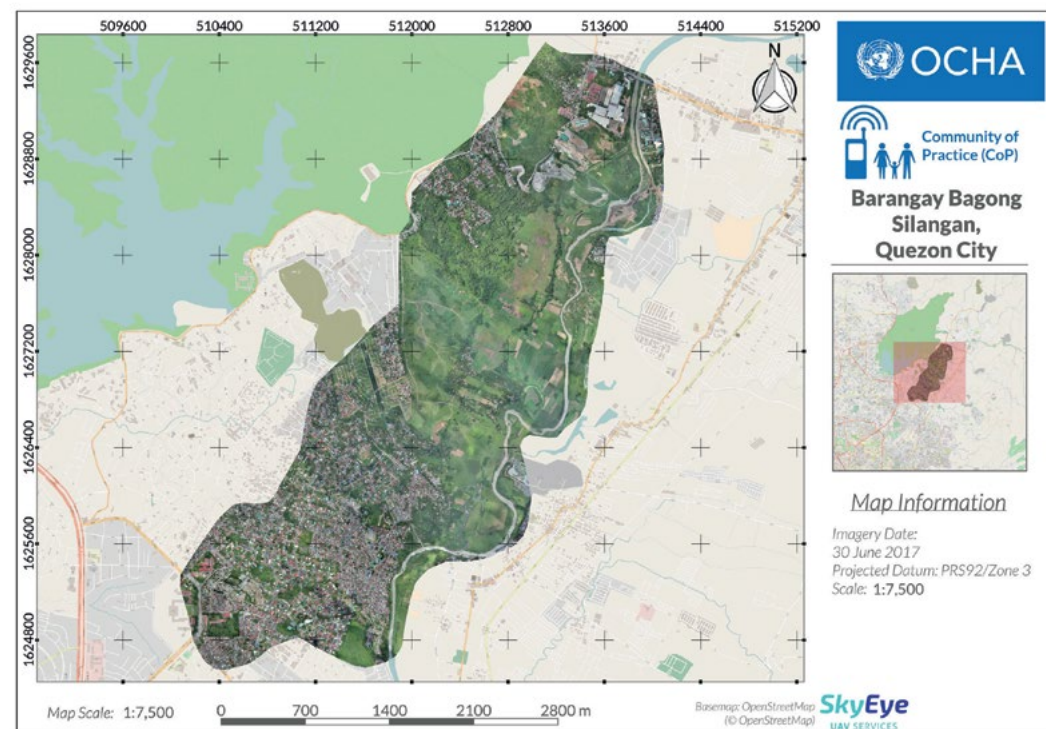 509600 510400 511200 512000 512800 513600 514400 515200
1629600
1628800
1628000
1627200
1626400
1625600
1624800
N
OCHA
Community of
Practice (CoP)
Barangay Bagong
Silangan,
Quezon City
Map Information
Imagery Date:
30 June 2017
Projected Datum: PRS92/Zone 3
Scale: 1:7,500
Map Scale: 1:7,500
0 700 1400 2100 2800 m
Basemap: OpenStreetMap
(© OpenStreetMap)
SkyEye
UAV SERVICES